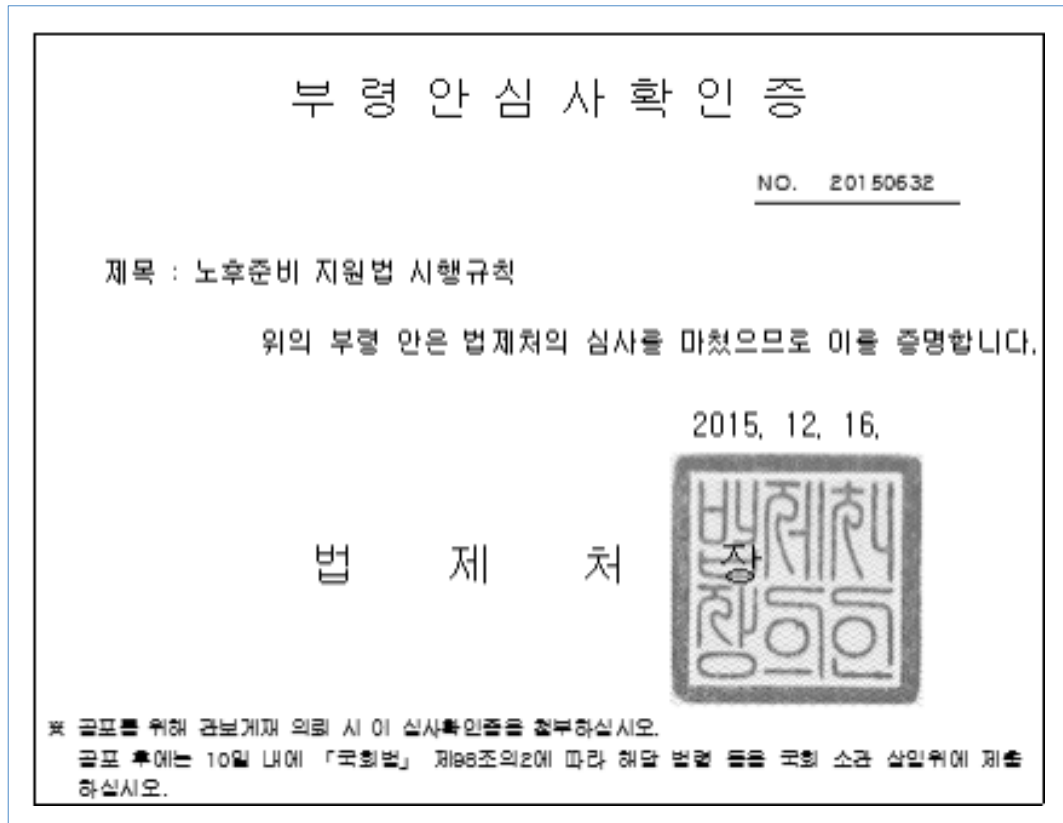 부 령 안 심 사 확 인 증
NO. 20150632
제목 : 노후준비 지원법 시행규칙
위의 부령 안은 법제처의 심사를 마쳤으므로 이를 증명합니다.
2015. 12. 16.
법 제 처 장
법제처장의인
※ 공포를 위해 관보게재 의뢰 시 이 심사확인증을 첨부하십시오.
공포 후에는 10일 내에 「국회법」 제98조의2에 따라 해당 법령 등을 국회 소관 상임위에 제출
하십시오.